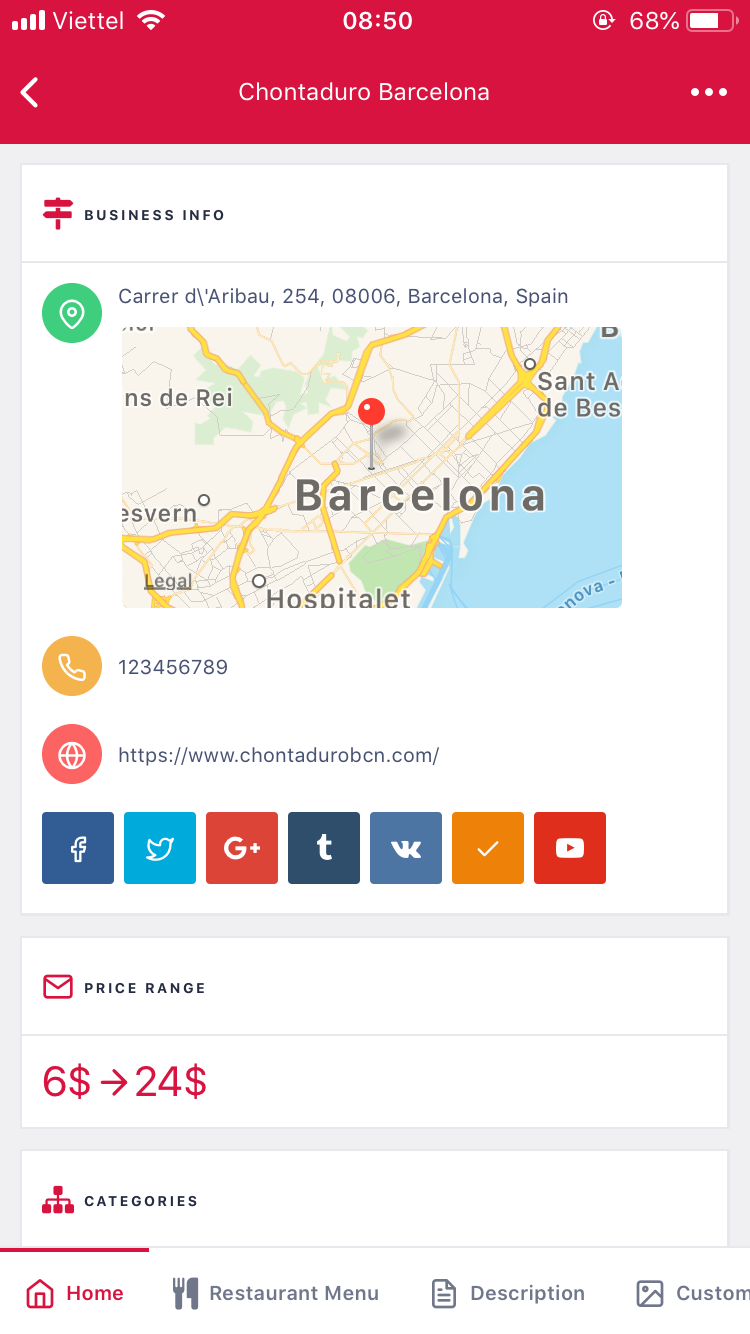 Viettel 08:50 68%
Chontaduro Barcelona
BUSINESS INFO
Carrer d\'Aribau, 254, 08006, Barcelona, Spain
B
ns de Rei
Sant A
de Bes
Barcelona
esvern
Legal
Hospitalet
nova -
123456789
https://www.chontadurobcn.com/
G+ t
PRICE RANGE
6$ → 24$
CATEGORIES
Home Restaurant Menu Description Custom